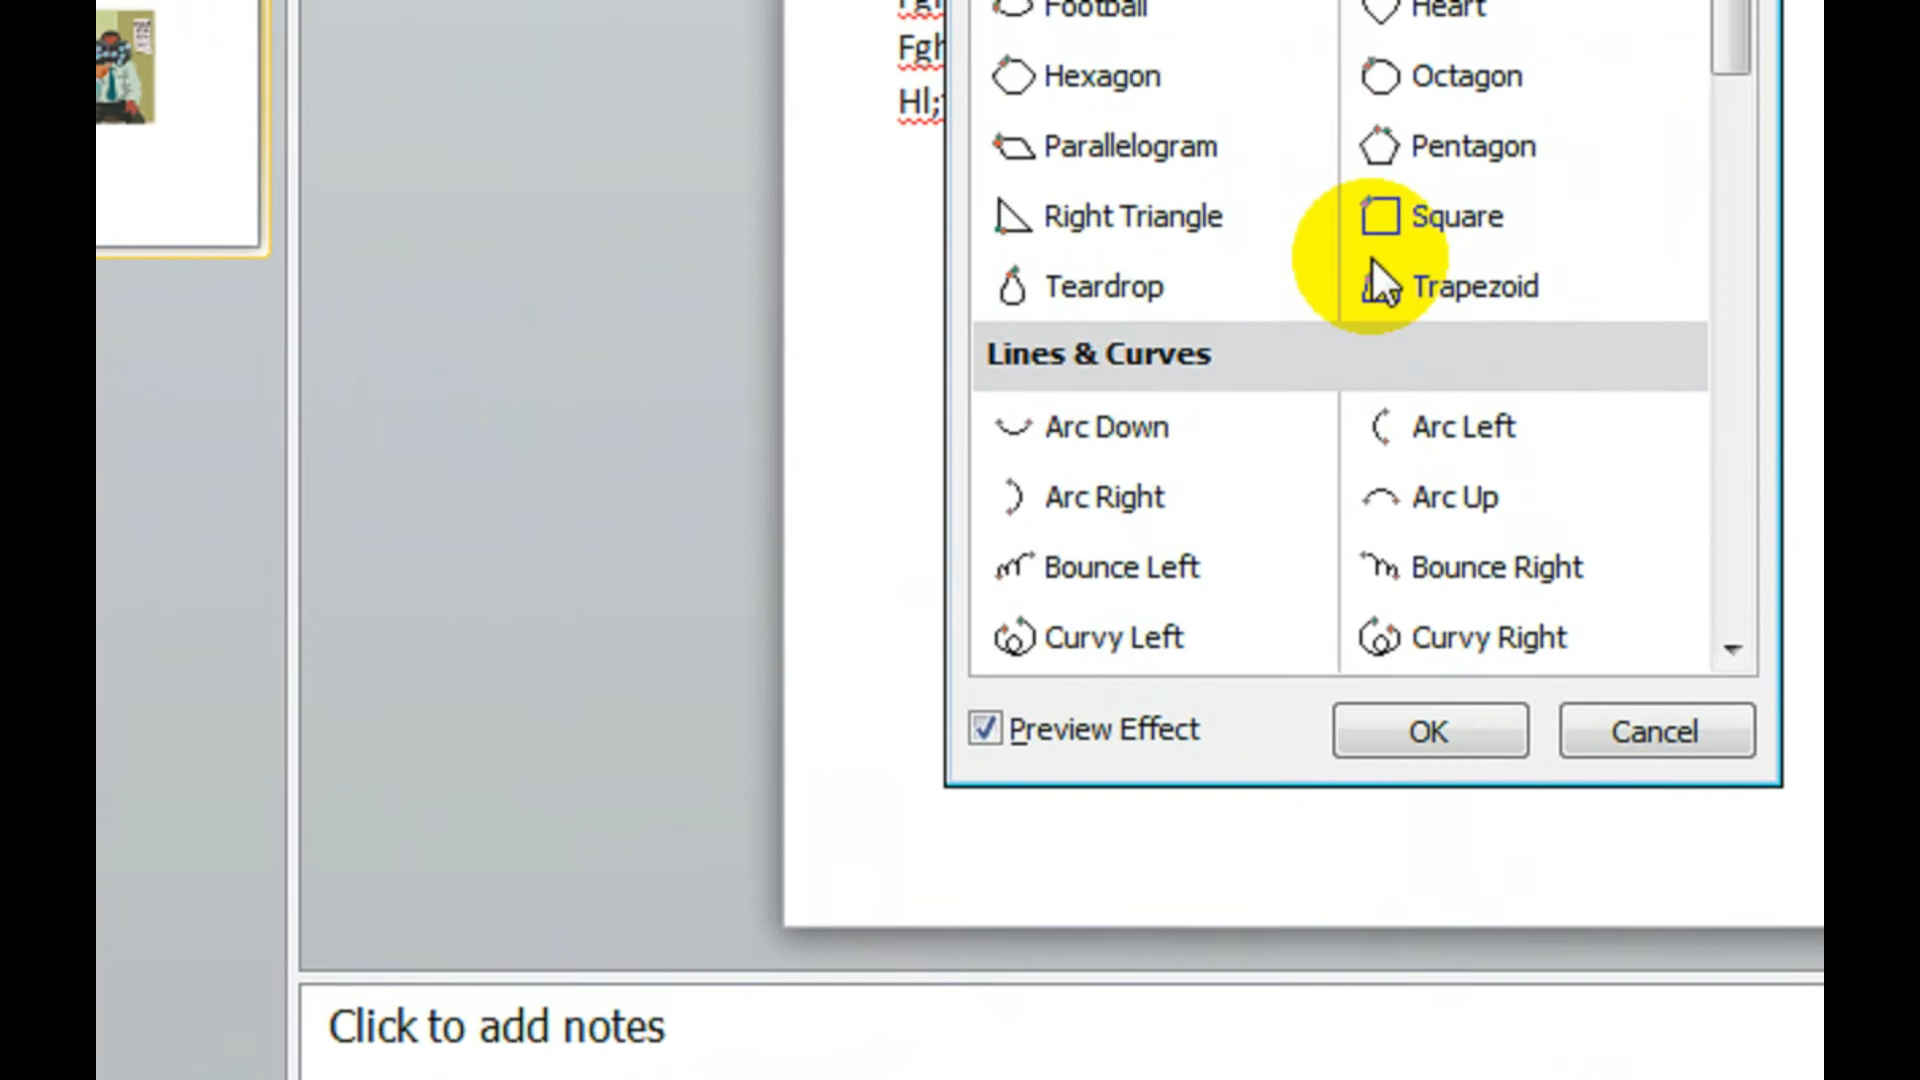 Football
Heart
Fgh
Hexagon
Octagon
Hl;
Parallelogram
Pentagon
Right Triangle
Square
Teardrop
Trapezoid
Lines & Curves
Arc Down
Arc Left
Arc Right
Arc Up
Bounce Left
Bounce Right
Curvy Left
Curvy Right
Preview Effect
OK
Cancel
Click to add notes